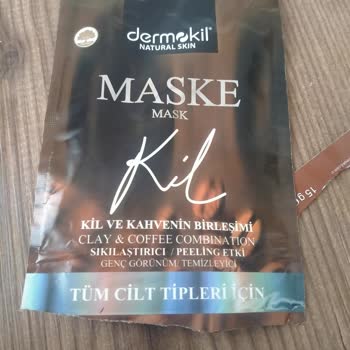 dermokil®
NATURAL SKIN
MASKE
MASK
Kil
KİL VE KAHVENİN BİRLEŞİMİ
CLAY & COFFEE COMBINATION
SIKILAŞTIRICI / PEELING ETKİ
GENÇ GÖRÜNÜM/TEMİZLEYİCİ
TÜM CİLT TİPLERİ İÇİN